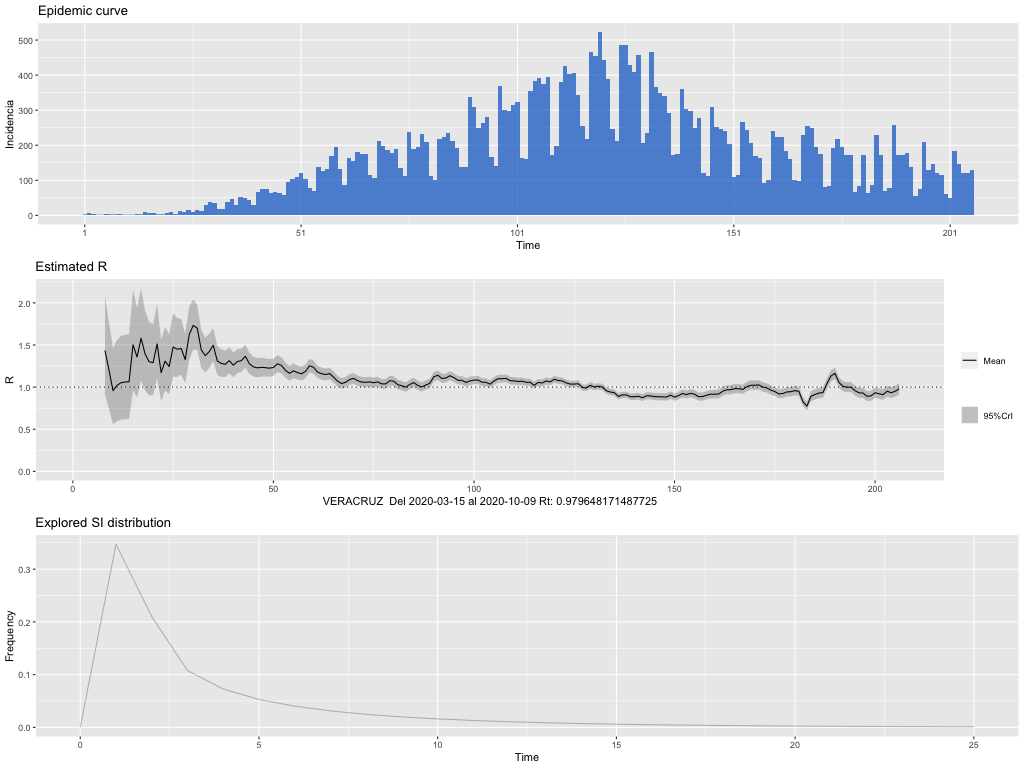 Epidemic curve
500
400
300
200
100
0
Incidencia
1 51 101 151 201
Time
Estimated R
2.0
1.5
1.0
0.5
0.0
R
Mean
95%CrI
0 50 100 150 200
VERACRUZ Del 2020-03-15 al 2020-10-09 Rt: 0.979648171487725
Explored SI distribution
0.3
0.2
0.1
0.0
Frequency
0 5 10 15 20 25
Time